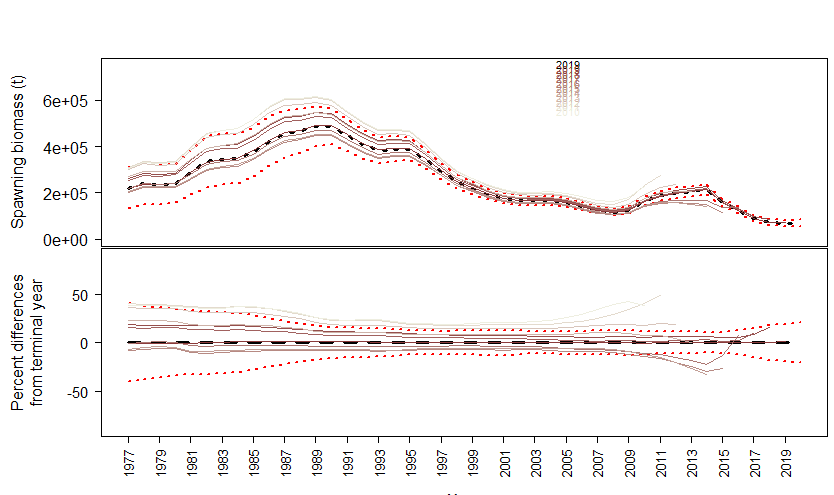 2019
Spawning biomass (t)
6e+05
4e+05
2e+05
0e+00
Percent differences
from terminal year
50
0
-50
1977 1979 1981 1983 1985 1987 1989 1991 1993 1995 1997 1999 2001 2003 2005 2007 2009 2011 2013 2015 2017 2019